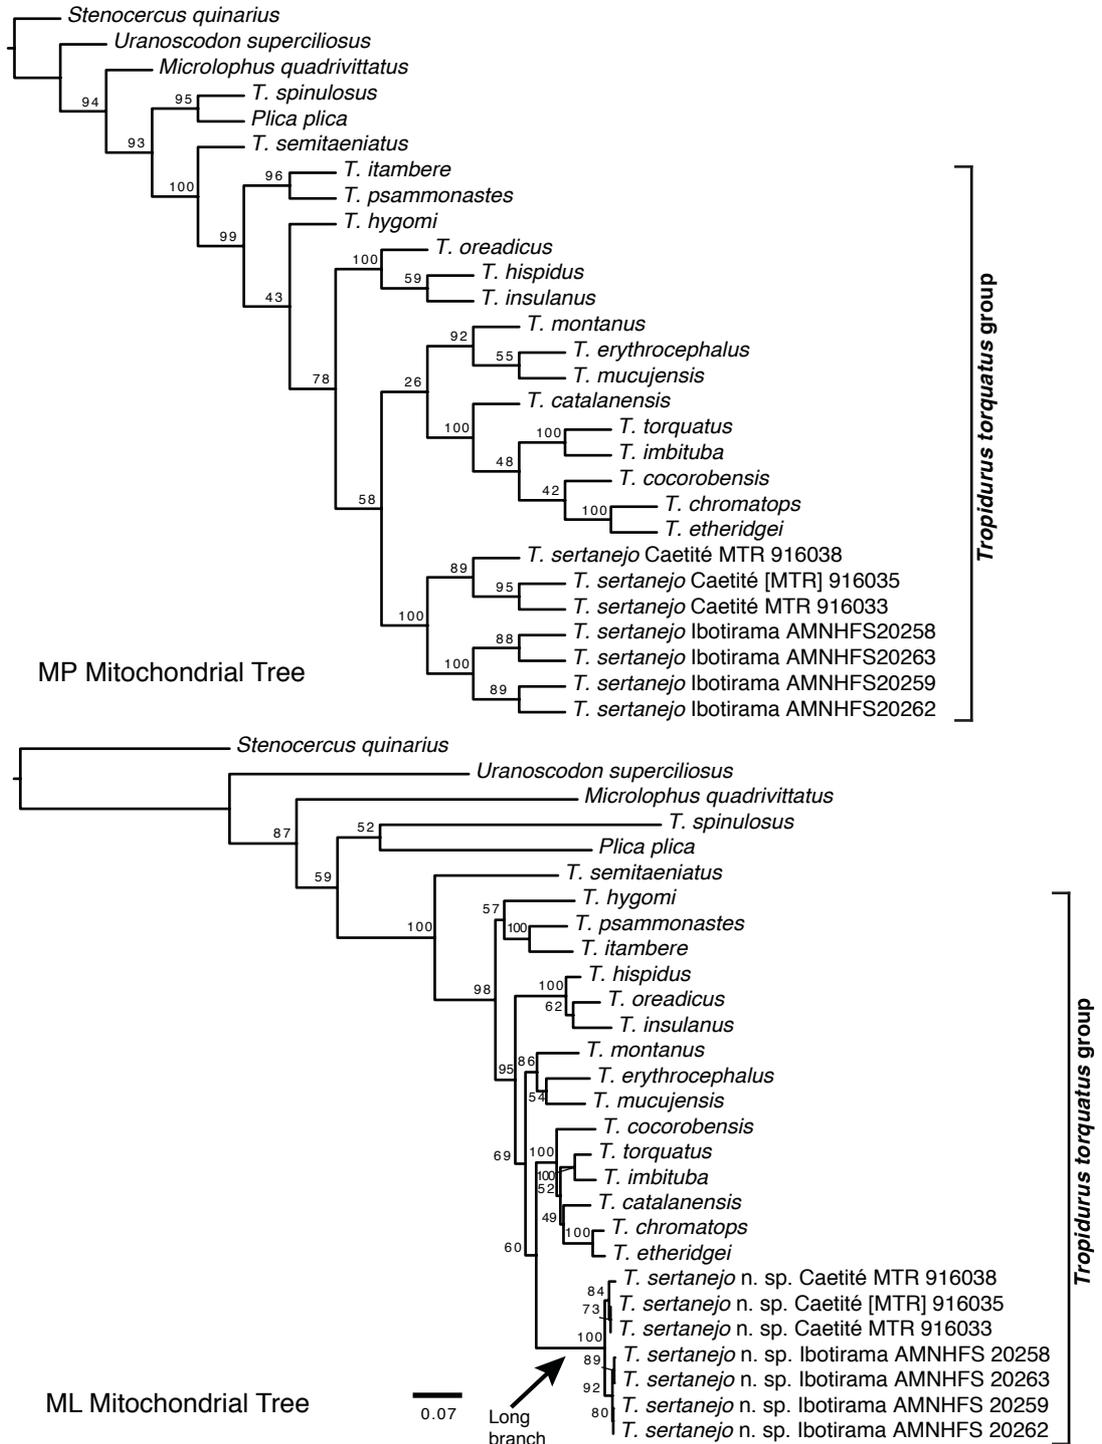 Stenocercus quinarius
Uranoscodon superciliosus
Microlophus quadrivittatus
94
95
T. spinulosus
Plica plica
93
T. semitaeniatus
100
96
T. itambere
T. psammonastes
99
T. hygomi
43
100
T. oreadicus
59
T. hispidus
T. insulanus
78
92
T. montanus
55
T. erythrocephalus
T. mucujensis
26
T. catalanensis
100
100
T. torquatus
T. imbituba
48
T. cocorobensis
42
100
T. chromatops
T. etheridgei
58
89
T. sertanejo Caetité MTR 916038
95
T. sertanejo Caetité [MTR] 916035
T. sertanejo Caetité MTR 916033
100
88
T. sertanejo Ibotirama AMNHFS20258
T. sertanejo Ibotirama AMNHFS20263
100
89
T. sertanejo Ibotirama AMNHFS20259
T. sertanejo Ibotirama AMNHFS20262
Tropidurus torquatus group
MP Mitochondrial Tree
Stenocercus quinarius
Uranoscodon superciliosus
Microlophus quadrivittatus
87
52
T. spinulosus
Plica plica
59
T. semitaeniatus
100
57
T. hygomi
100
T. psammonastes
T. itambere
98
T. hispidus
100
62
T. oreadicus
T. insulanus
95
86
T. montanus
54
T. erythrocephalus
T. mucujensis
69
T. cocorobensis
100
T. torquatus
100
T. imbituba
52
T. catalanensis
49
100
T. chromatops
T. etheridgei
60
T. sertanejo n. sp. Caetité MTR 916038
84
73
T. sertanejo n. sp. Caetité [MTR] 916035
T. sertanejo n. sp. Caetité MTR 916033
100
89
T. sertanejo n. sp. Ibotirama AMNHFS 20258
T. sertanejo n. sp. Ibotirama AMNHFS 20263
92
80
T. sertanejo n. sp. Ibotirama AMNHFS 20259
T. sertanejo n. sp. Ibotirama AMNHFS 20262
Tropidurus torquatus group
ML Mitochondrial Tree
0.07
Long
branch